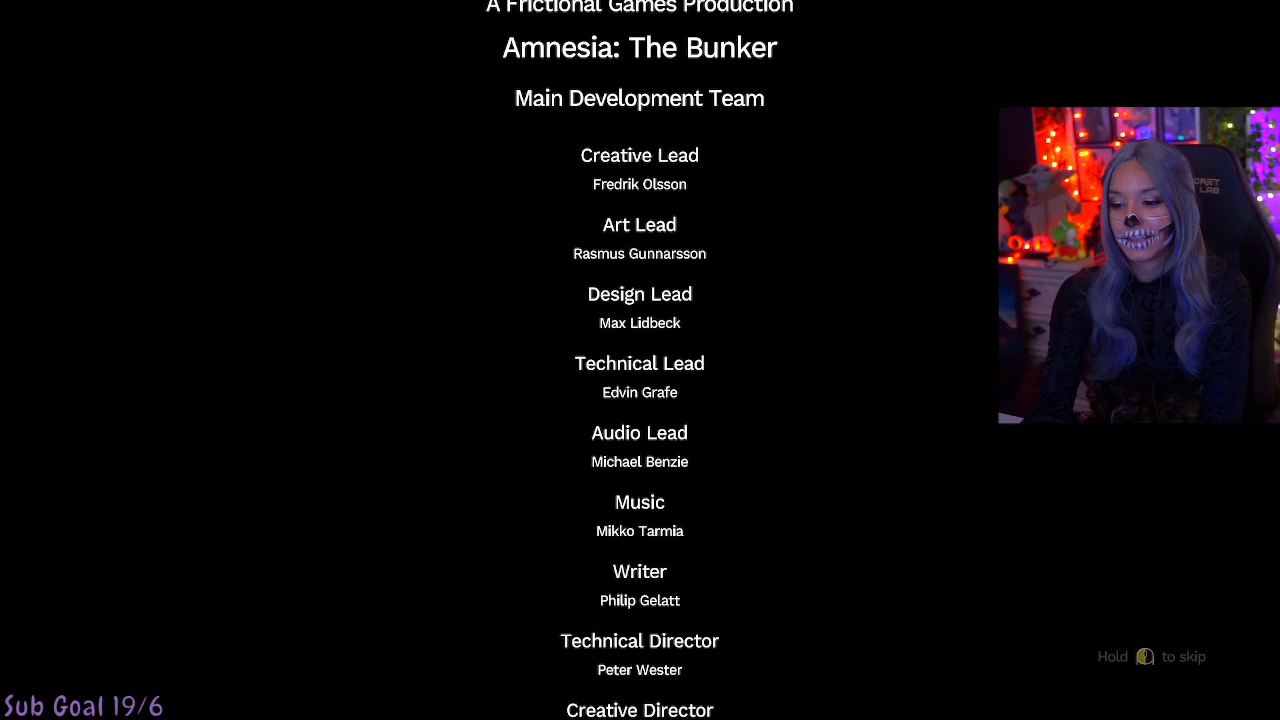 A Frictional Games Production
Amnesia: The Bunker
Main Development Team
Creative Lead
Fredrik Olsson
Art Lead
Rasmus Gunnarsson
Design Lead
Max Lidbeck
Technical Lead
Edvin Grafe
Audio Lead
Michael Benzie
Music
Mikko Tarmia
Writer
Philip Gelatt
Technical Director
Peter Wester
Creative Director
Hold to skip
Sub Goal 19/6
LAB